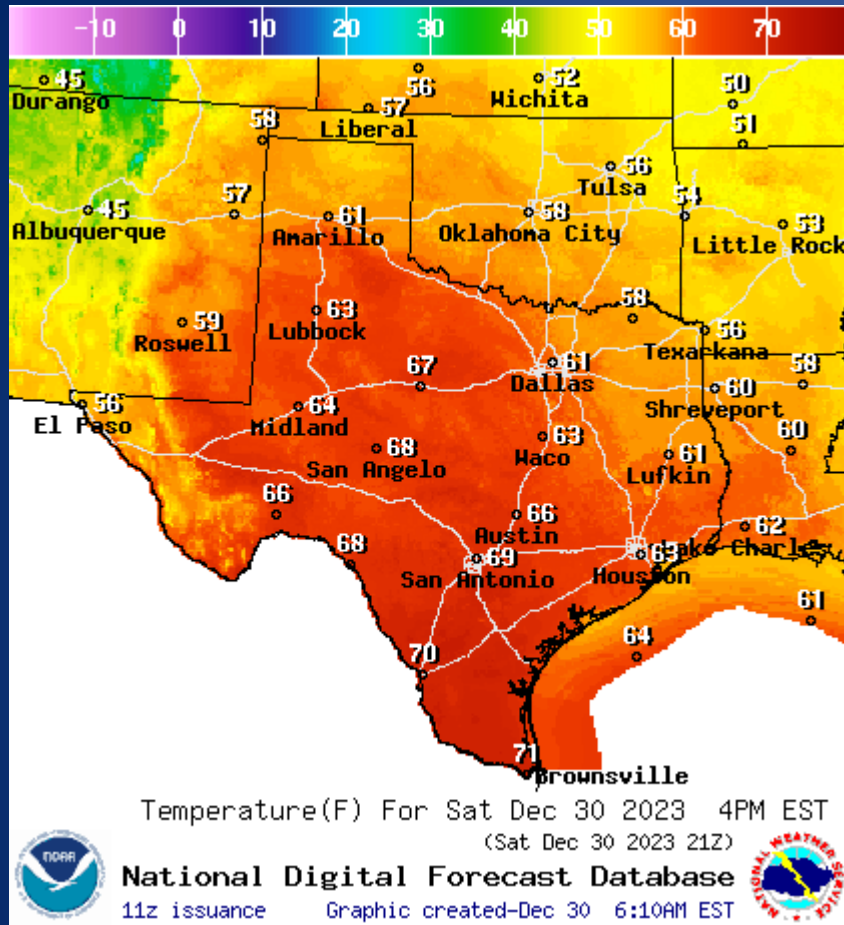 -10 0 10 20 30 40 50 60 70
45 56 52 50
Durango Wichita
57
Liberal
58 51
56
Tulsa
57 61 58 54 53
45
Albuquerque Amarillo Oklahoma City Little Rock
59 63 58 56
Roswell Lubbock Texarkana
67 61 60 58
Dallas
56 64 Shreveport
El Paso Midland
68 63 61 60
San Angelo Waco Lufkin
66 66 62
Austin
68 69 63 Lake Charles
San Antonio Houston
61
64
70
71
Brownsville
Temperature(F) For Sat Dec 30 2023 4PM EST
(Sat Dec 30 2023 21Z)
National Digital Forecast Database
11z issuance Graphic created-Dec 30 6:10AM EST
NOAA
NATIONAL WEATHER SERVICE